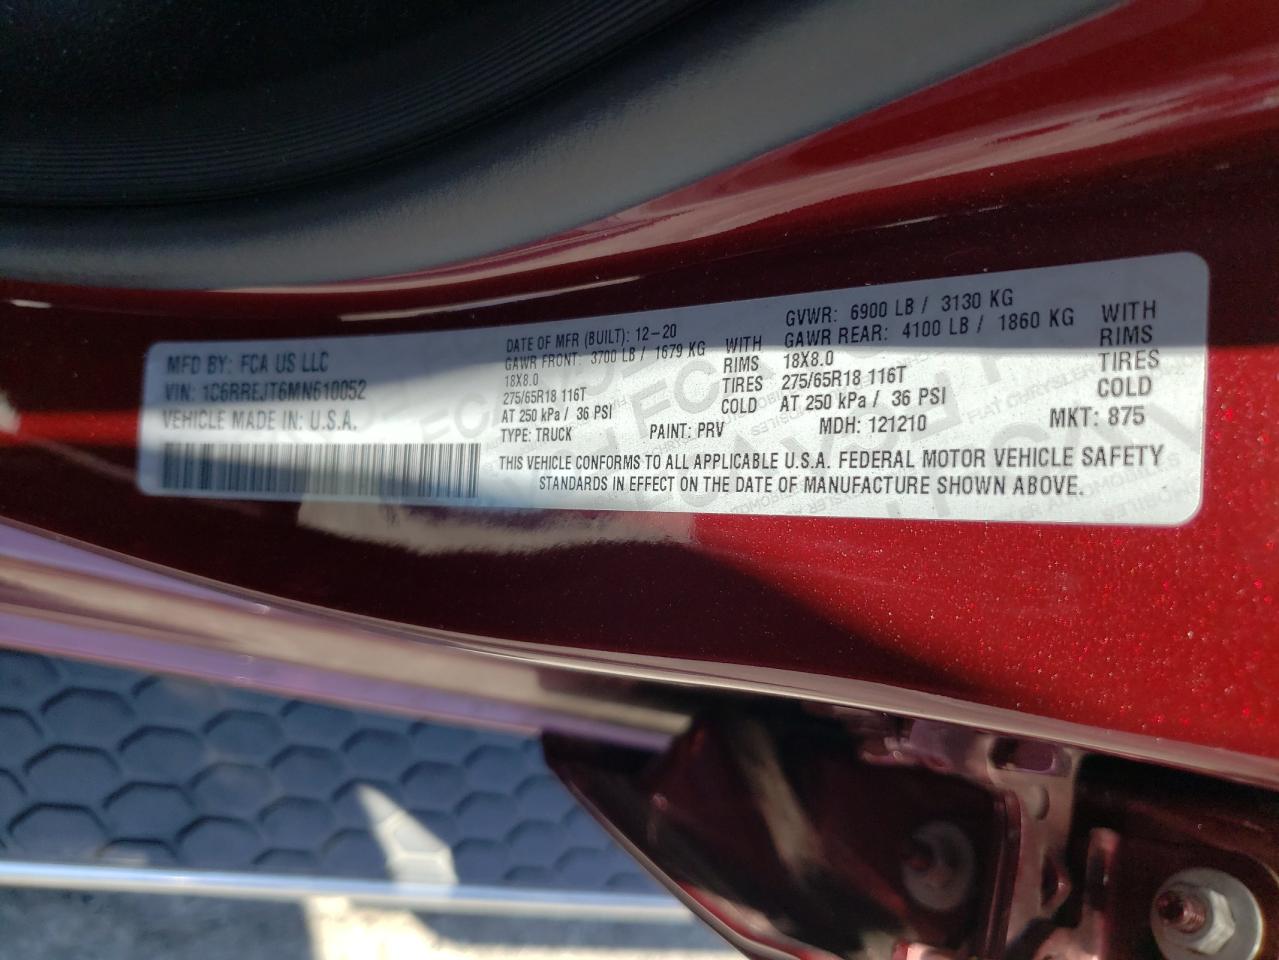 MFD BY: FCA US LLC
VIN: 1C6RREJT6MN610052
VEHICLE MADE IN: U.S.A.
DATE OF MFR (BUILT): 12-20
GAWR FRONT: 3700 LB / 1679 KG WITH
18X8.0 RIMS
275/65R18 116T TIRES
AT 250 kPa / 36 PSI COLD
GVWR: 6900 LB / 3130 KG
GAWR REAR: 4100 LB / 1860 KG WITH
18X8.0 RIMS
275/65R18 116T TIRES
AT 250 kPa / 36 PSI COLD
TYPE: TRUCK PAINT: PRV MDH: 121210 MKT: 875
THIS VEHICLE CONFORMS TO ALL APPLICABLE U.S.A. FEDERAL MOTOR VEHICLE SAFETY
STANDARDS IN EFFECT ON THE DATE OF MANUFACTURE SHOWN ABOVE.